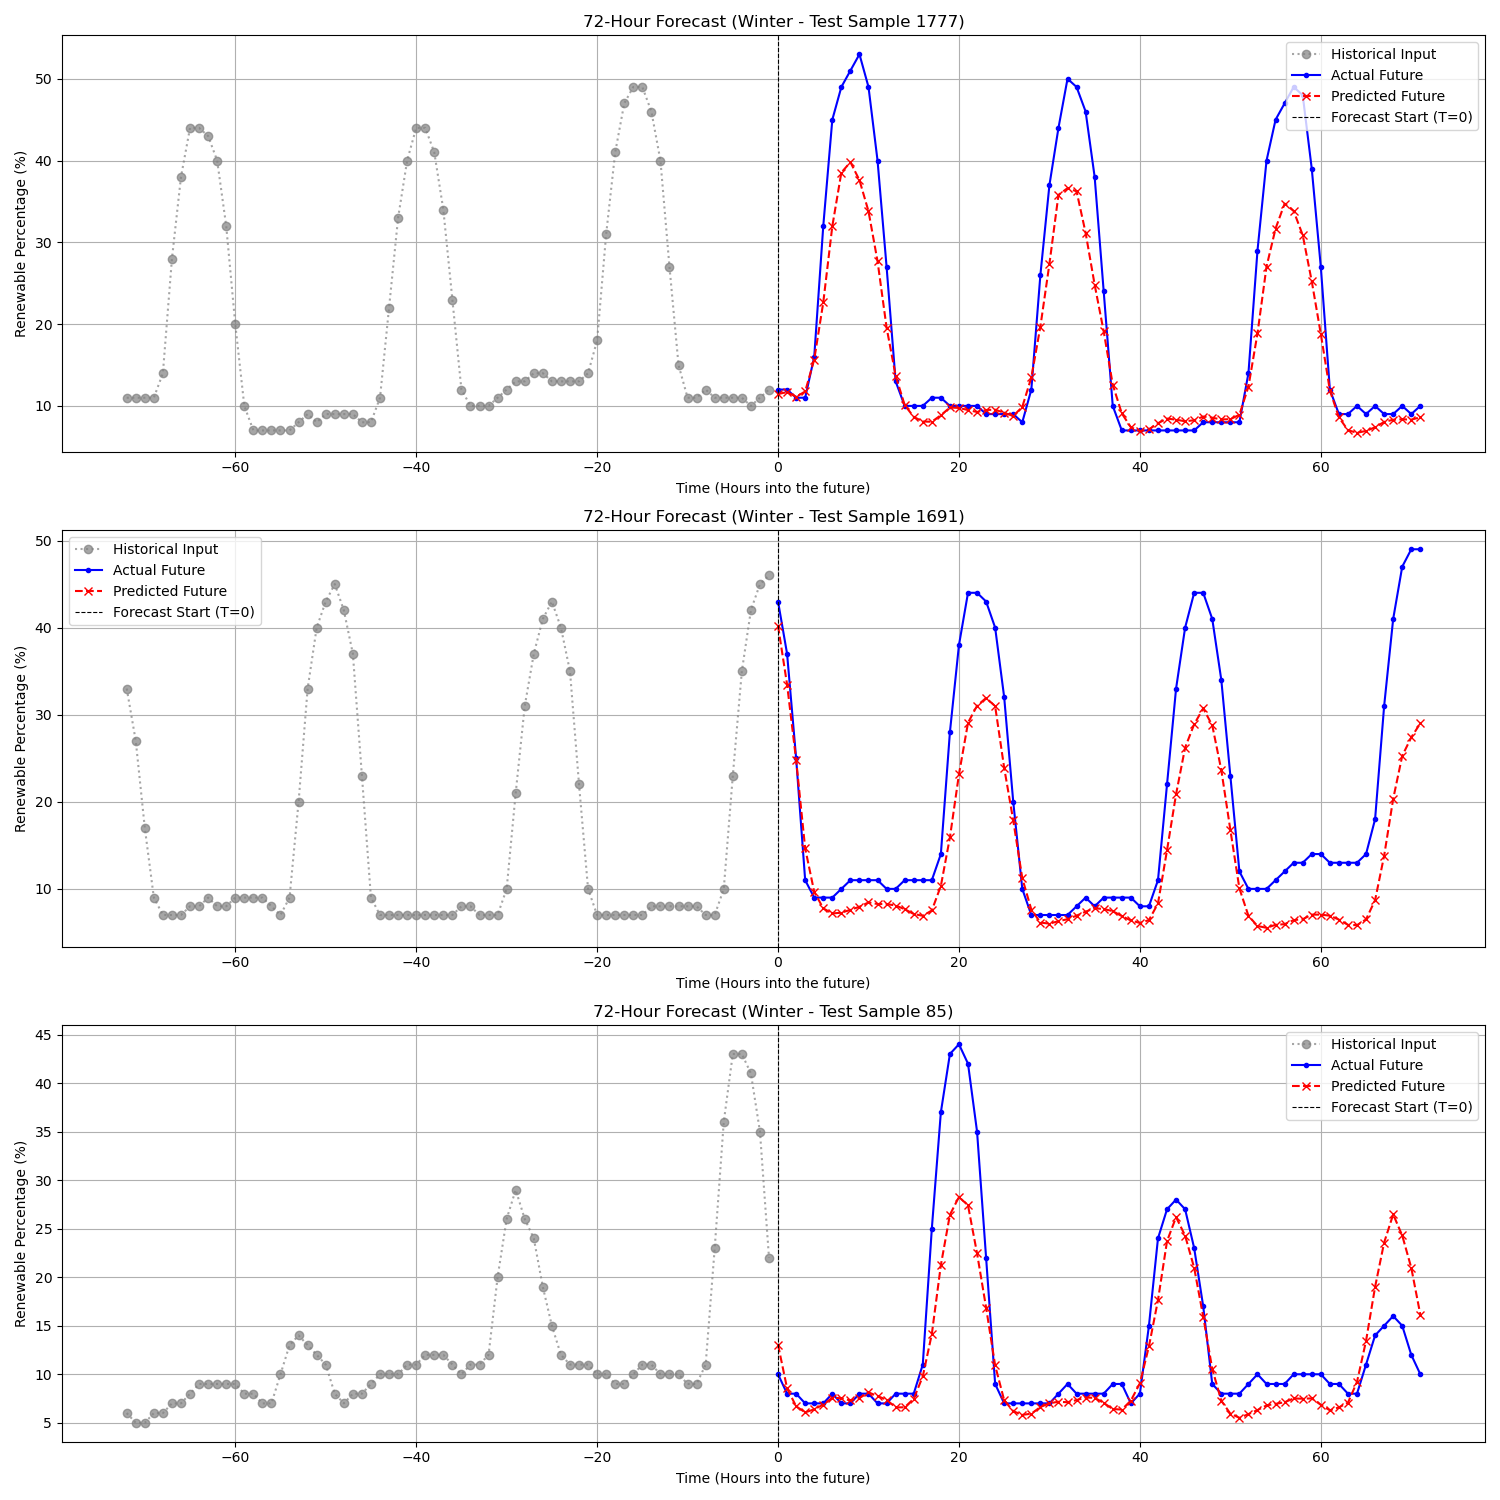 72-Hour Forecast (Winter - Test Sample 1777)
Renewable Percentage (%)
50
40
30
20
10
Historical Input
Actual Future
Predicted Future
Forecast Start (T=0)
−60 −40 −20 0 20 40 60
Time (Hours into the future)
72-Hour Forecast (Winter - Test Sample 1691)
Renewable Percentage (%)
50
40
30
20
10
Historical Input
Actual Future
Predicted Future
Forecast Start (T=0)
−60 −40 −20 0 20 40 60
Time (Hours into the future)
72-Hour Forecast (Winter - Test Sample 85)
Renewable Percentage (%)
45
40
35
30
25
20
15
10
5
Historical Input
Actual Future
Predicted Future
Forecast Start (T=0)
−60 −40 −20 0 20 40 60
Time (Hours into the future)